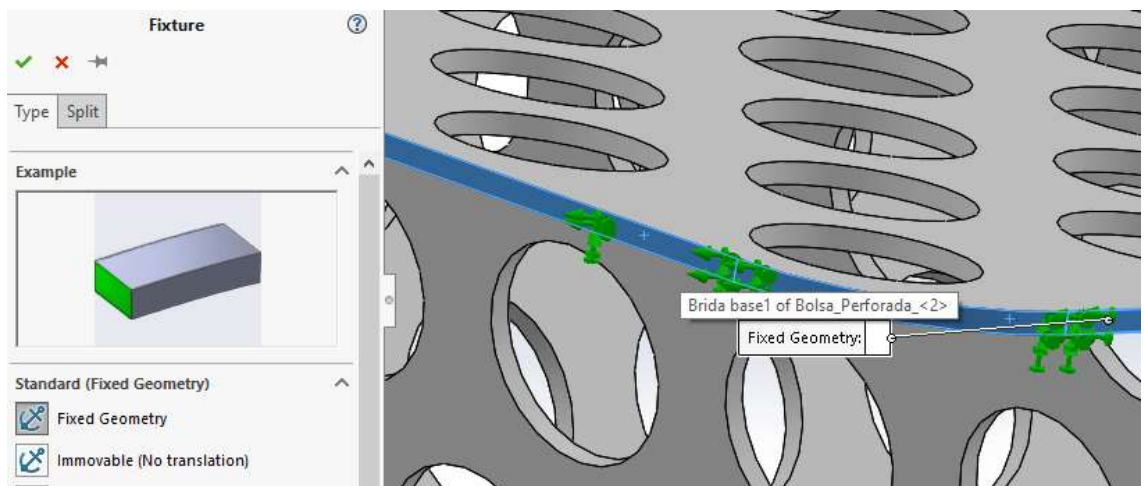 Fixture
Type
Split
Example
Standard (Fixed Geometry)
Fixed Geometry
Immovable (No translation)
Brida base1 of Bolsa_Perforada_<2>
Fixed Geometry: